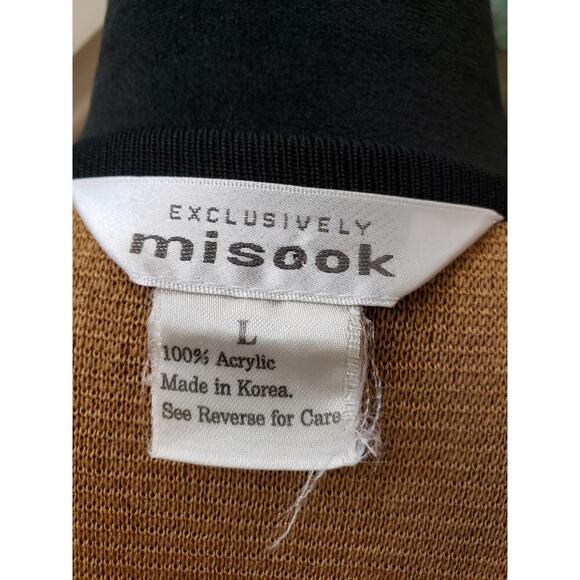 EXCLUSIVELY
misook
L
100% Acrylic
Made in Korea.
See Reverse for Care